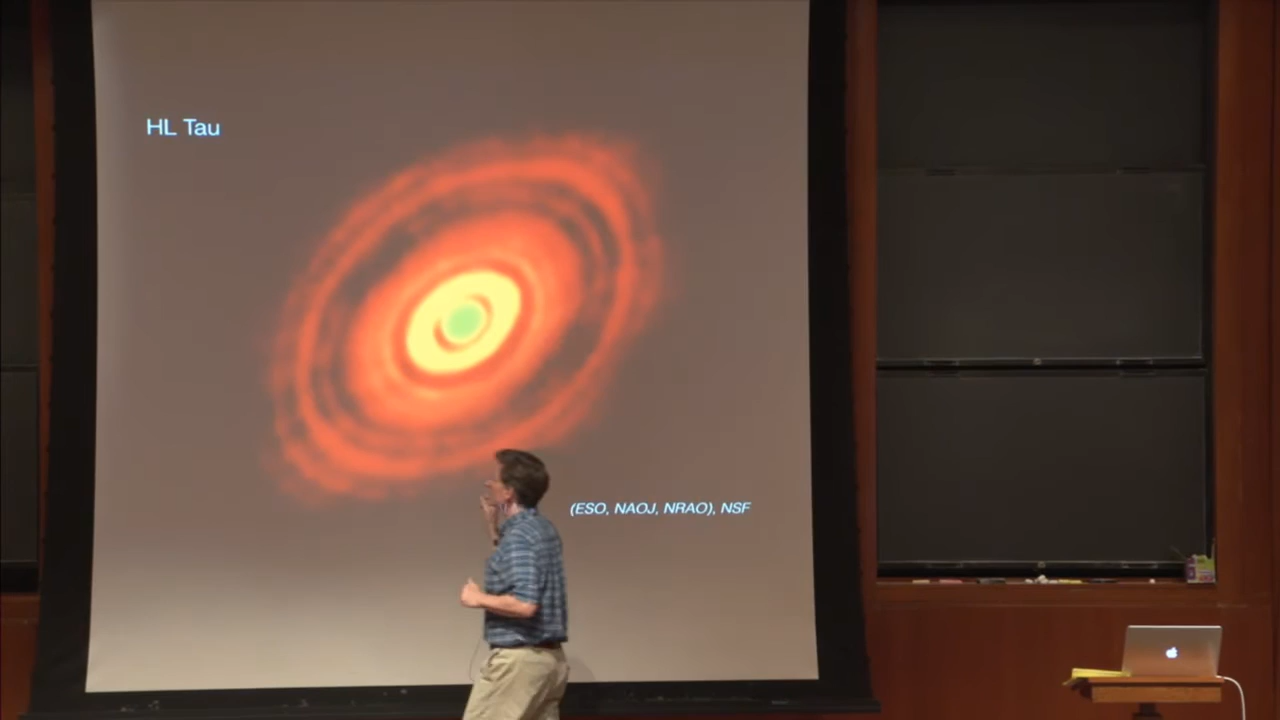 HL Tau
(ESO, NAOJ, NRAO), NSF